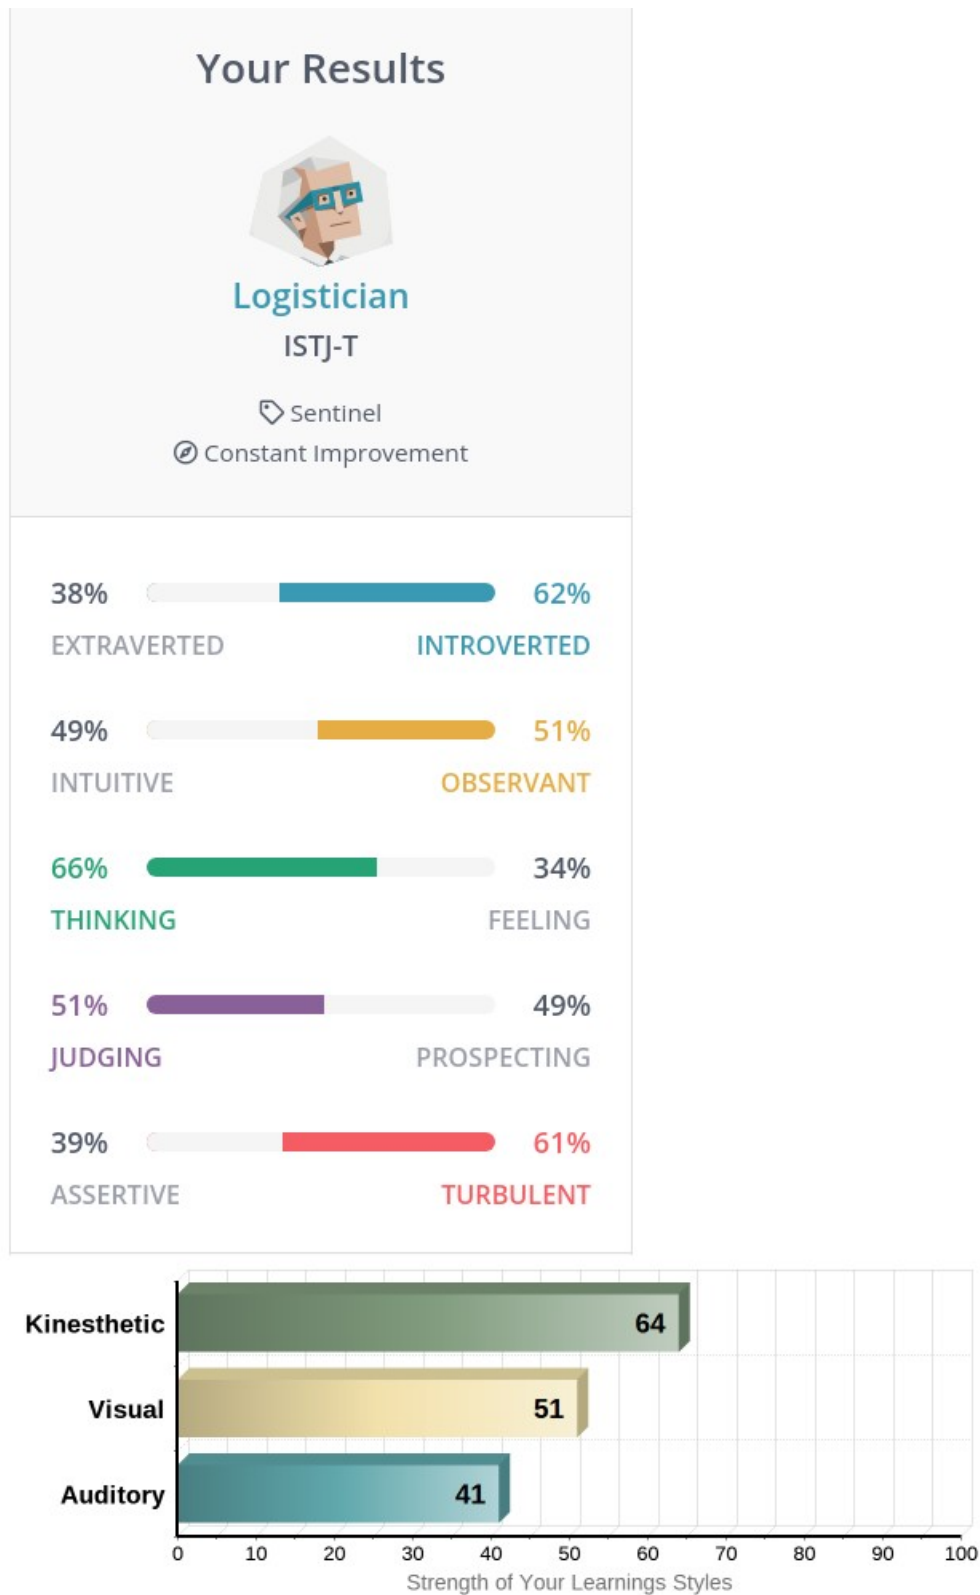 Your Results
Logistician
ISTJ-T
Sentinel
Constant Improvement
38% 62%
EXTRAVERTED INTROVERTED
49% 51%
INTUITIVE OBSERVANT
66% 34%
THINKING FEELING
51% 49%
JUDGING PROSPECTING
39% 61%
ASSERTIVE TURBULENT
Kinesthetic 64
Visual 51
Auditory 41
0 10 20 30 40 50 60 70 80 90 100
Strength of Your Learnings Styles